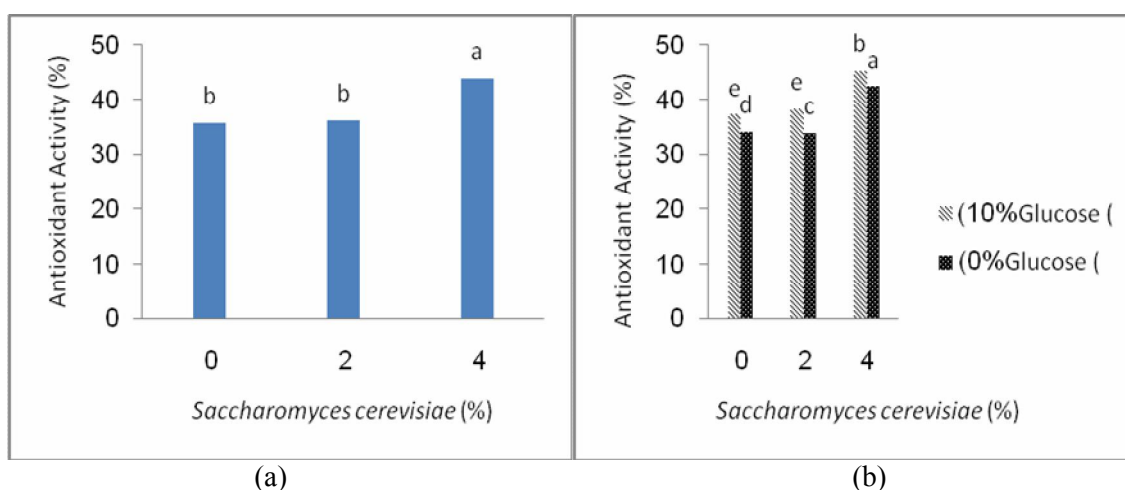 50
40
30
20
10
0
Antioxidant Activity (%)
b
b
a
0
2
4
Saccharomyces cerevisiae (%)
(a)
50
40
30
20
10
0
Antioxidant Activity (%)
e
d
e
c
b
a
0
2
4
(10%Glucose (
(0%Glucose (
Saccharomyces cerevisiae (%)
(b)